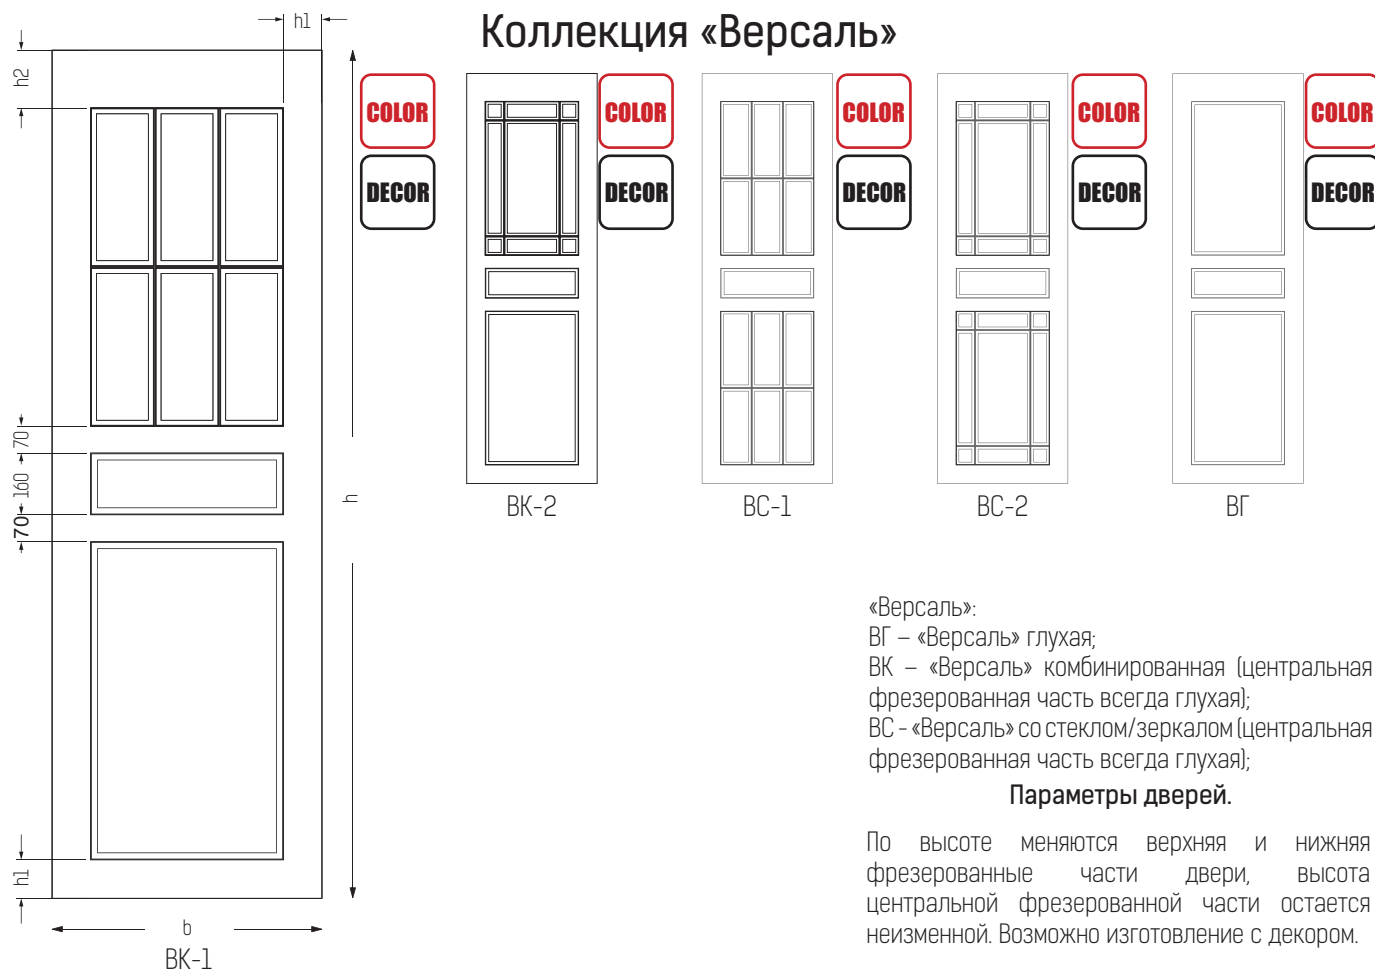 Коллекция «Версаль»
h1
h2
COLOR
DECOR
COLOR
DECOR
COLOR
DECOR
COLOR
DECOR
COLOR
DECOR
70
160
70
h
h1
b
ВК-1
ВК-2
ВС-1
ВС-2
ВГ
«Версаль»:
ВГ – «Версаль» глухая;
ВК – «Версаль» комбинированная (центральная
фрезерованная часть всегда глухая);
ВС - «Версаль» со стеклом/зеркалом (центральная
фрезерованная часть всегда глухая);
Параметры дверей.
По высоте меняются верхняя и нижняя
фрезерованные части двери, высота
центральной фрезерованной части остается
неизменной. Возможно изготовление с декором.